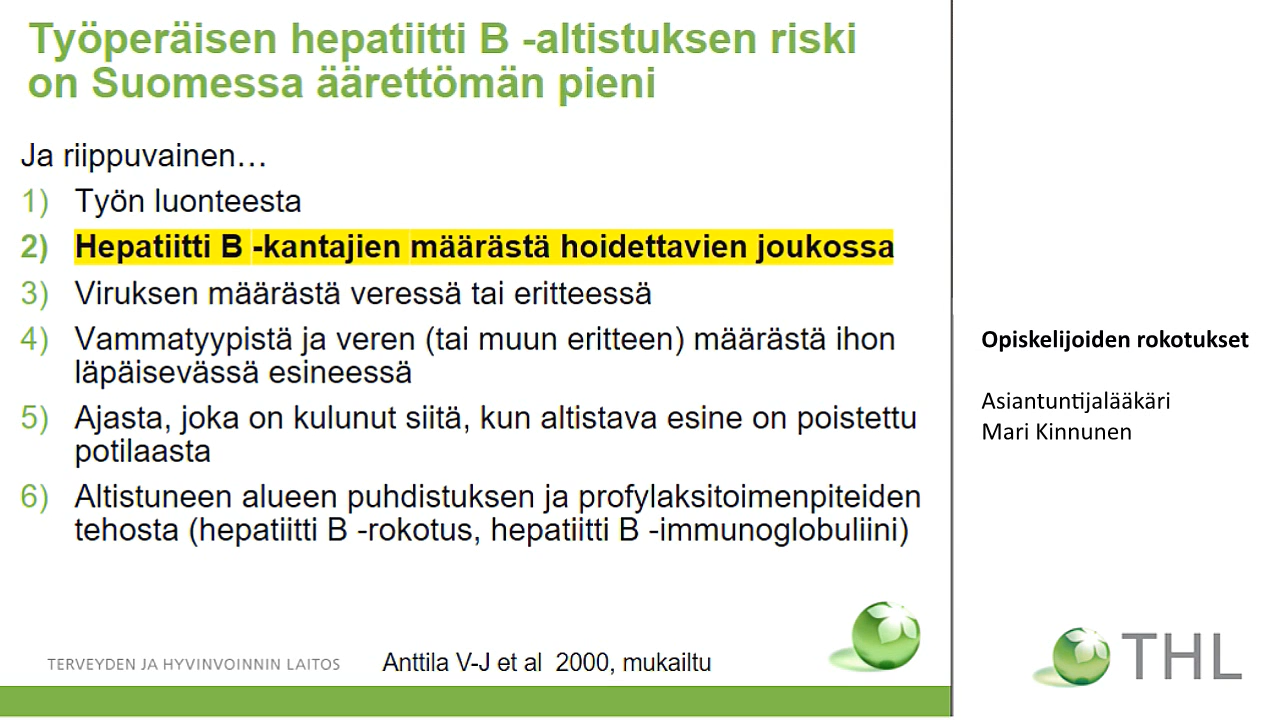 Työperäisen hepatiitti B -altistuksen riski
on Suomessa äärettömän pieni
Ja riippuvainen…
1) Työn luonteesta
2) Hepatiitti B -kantajien määrästä hoidettavien joukossa
3) Viruksen määrästä veressä tai eritteessä
4) Vammatyypistä ja veren (tai muun eritteen) määrästä ihon
läpäisevässä esineessä
5) Ajasta, joka on kulunut siitä, kun altistava esine on poistettu
potilaasta
6) Altistuneen alueen puhdistuksen ja profylaksitoimenpiteiden
tehosta (hepatiitti B -rokotus, hepatiitti B -immunoglobuliini)
TERVEYDEN JA HYVINVOINNIN LAITOS
Anttila V-J et al 2000, mukailtu
Opiskelijoiden rokotukset
Asiantuntijalääkäri
Mari Kinnunen
THL